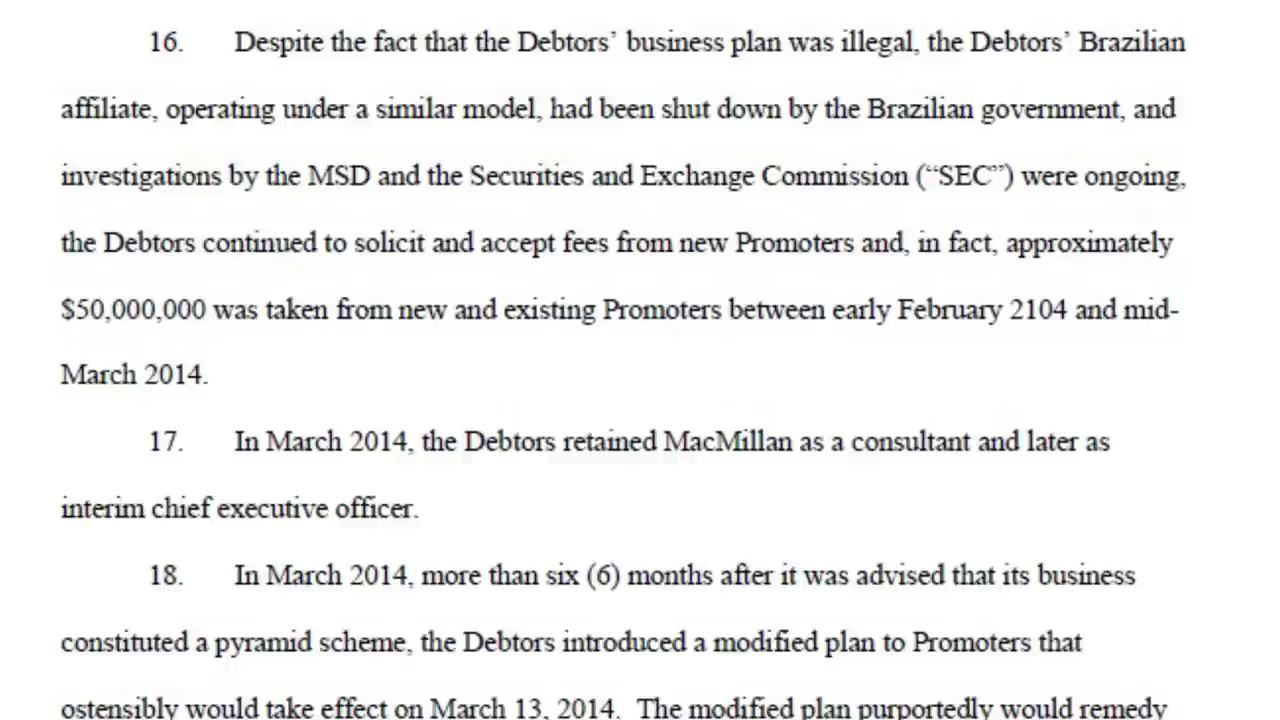 16. Despite the fact that the Debtors’ business plan was illegal, the Debtors’ Brazilian
affiliate, operating under a similar model, had been shut down by the Brazilian government, and
investigations by the MSD and the Securities and Exchange Commission (“SEC”) were ongoing,
the Debtors continued to solicit and accept fees from new Promoters and, in fact, approximately
$50,000,000 was taken from new and existing Promoters between early February 2104 and mid-
March 2014.
17. In March 2014, the Debtors retained MacMillan as a consultant and later as
interim chief executive officer.
18. In March 2014, more than six (6) months after it was advised that its business
constituted a pyramid scheme, the Debtors introduced a modified plan to Promoters that
ostensibly would take effect on March 13, 2014. The modified plan purportedly would remedy